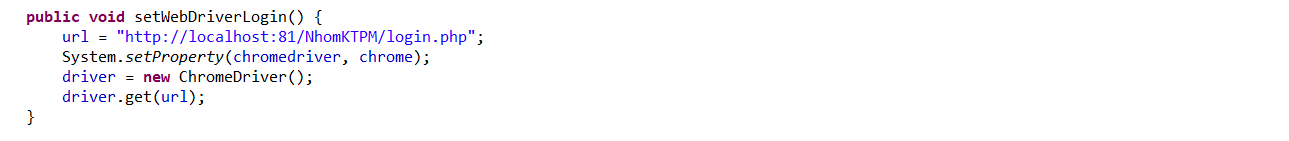 public void setWebDriverLogin() {
    url = "http://localhost:81/NhomKTPM/login.php";
    System.setProperty(chromedriver, chrome);
    driver = new ChromeDriver();
    driver.get(url);
}